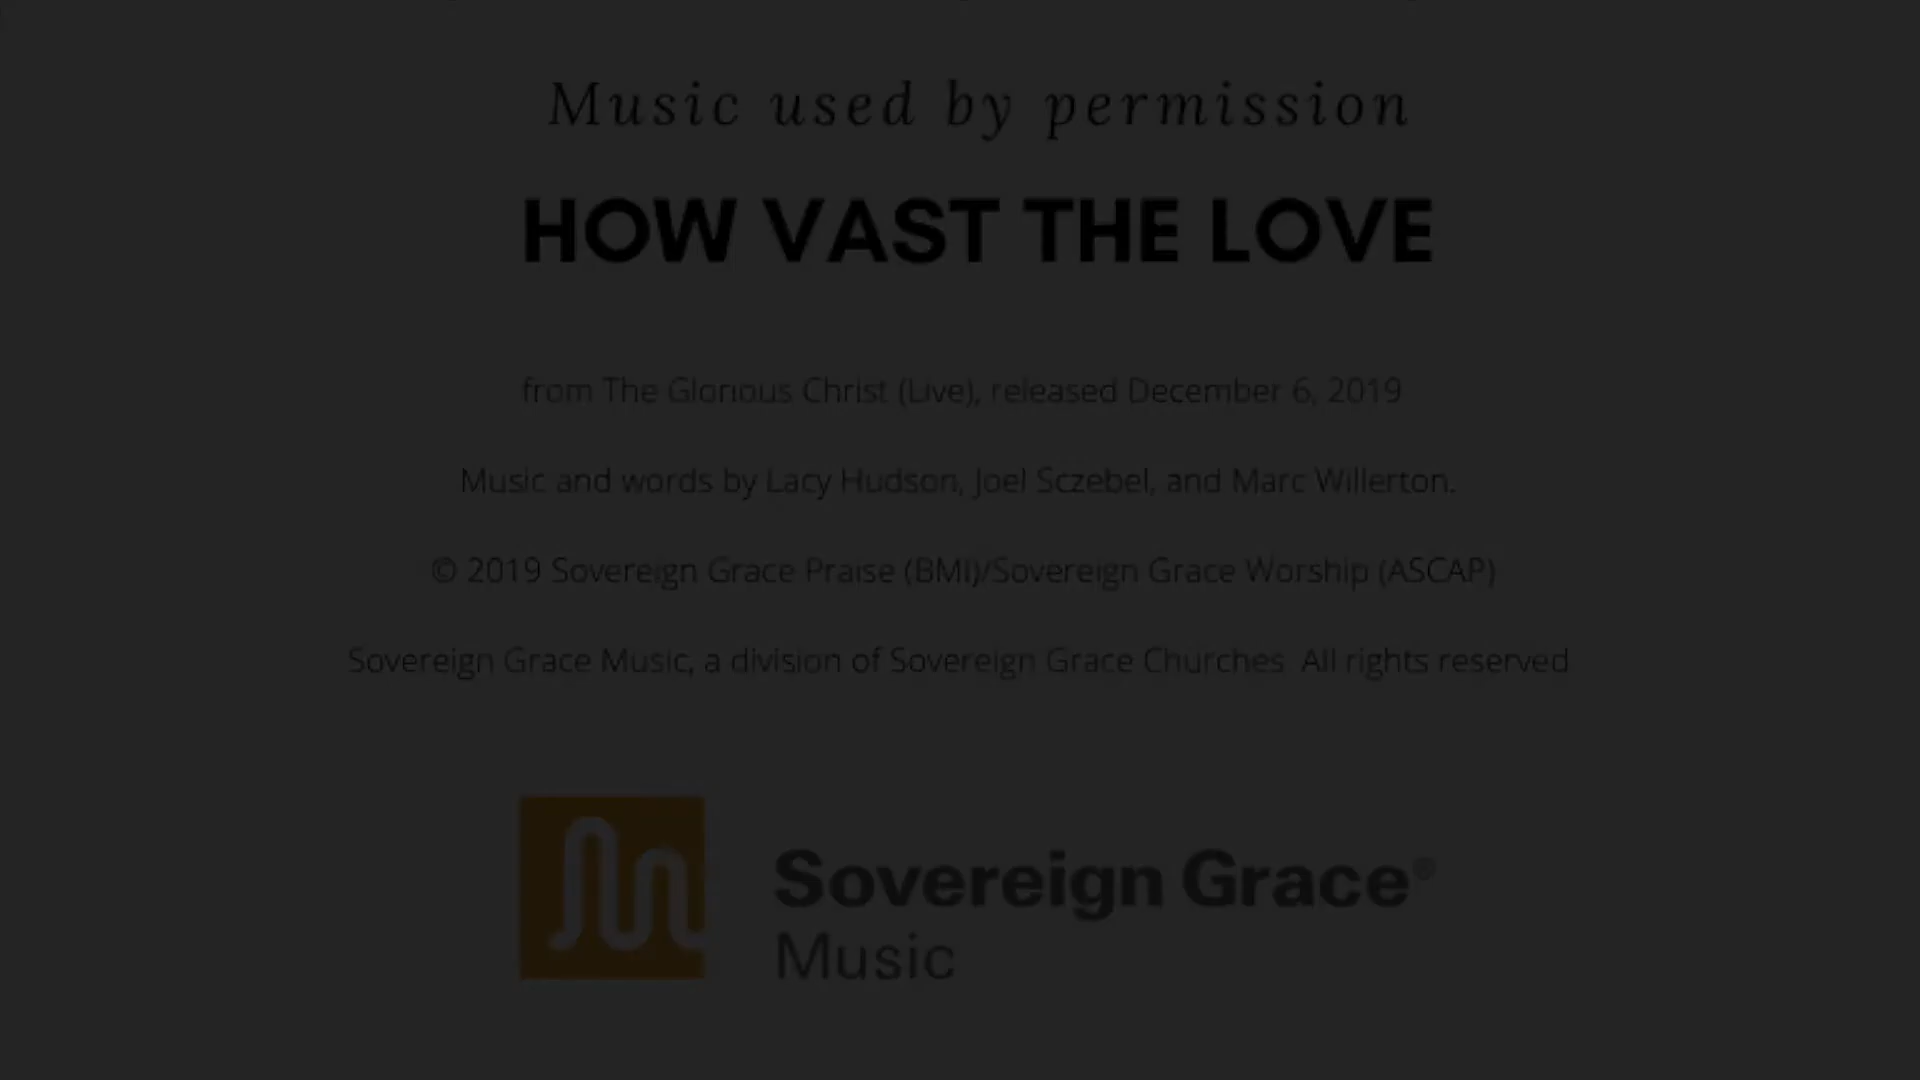 Music used by permission
HOW VAST THE LOVE
from The Glorious Christ (Live), released December 6, 2019
Music and words by Lacy Hudson, Joel Sczebel, and Marc Willerton.
© 2019 Sovereign Grace Praise (BMI)/Sovereign Grace Worship (ASCAP)
Sovereign Grace Music, a division of Sovereign Grace Churches. All rights reserved
Sovereign Grace®
Music